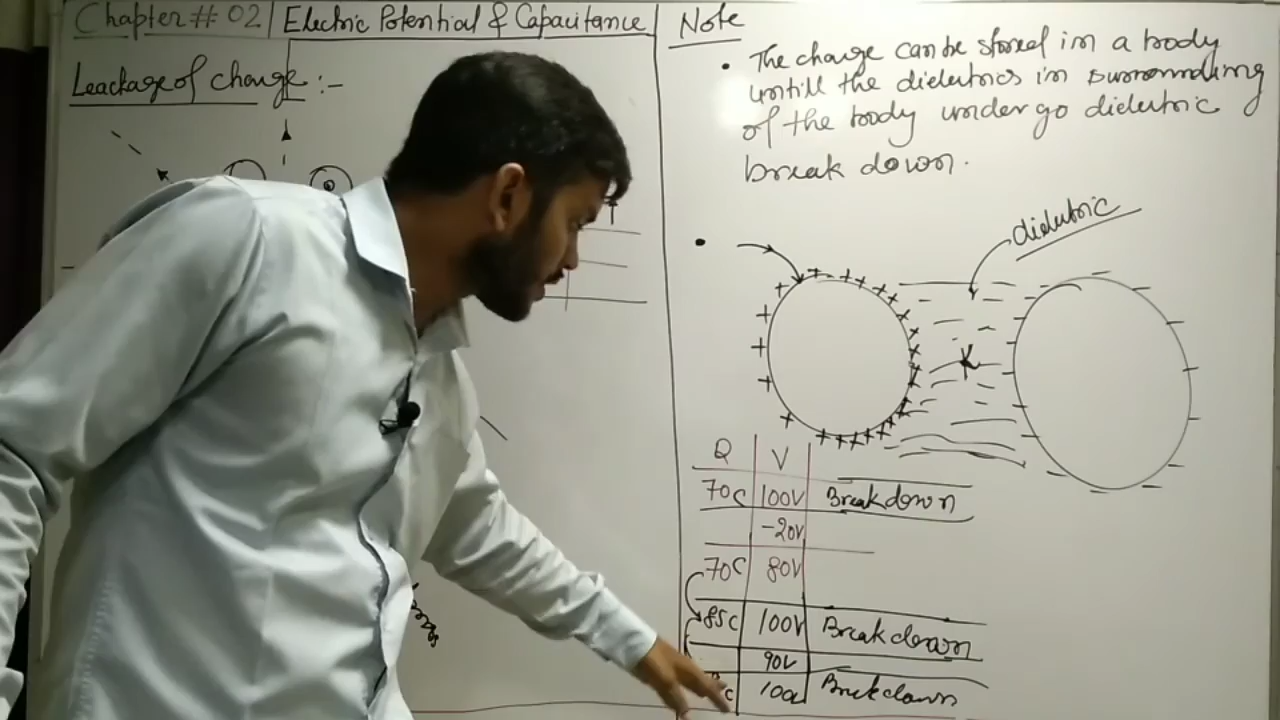 Chapter # 02 | Electric Potential & Capacitance
Leackage of charge :-
Note
• The charge can be stored in a body
untill the dielectrics in surrounding
of the body undergo dielectric
break down.
dielectric
Q V
70C 100V Breakdown
-20V
70C 80V
85C 100V Breakdown
90V
C 100V Breakdown